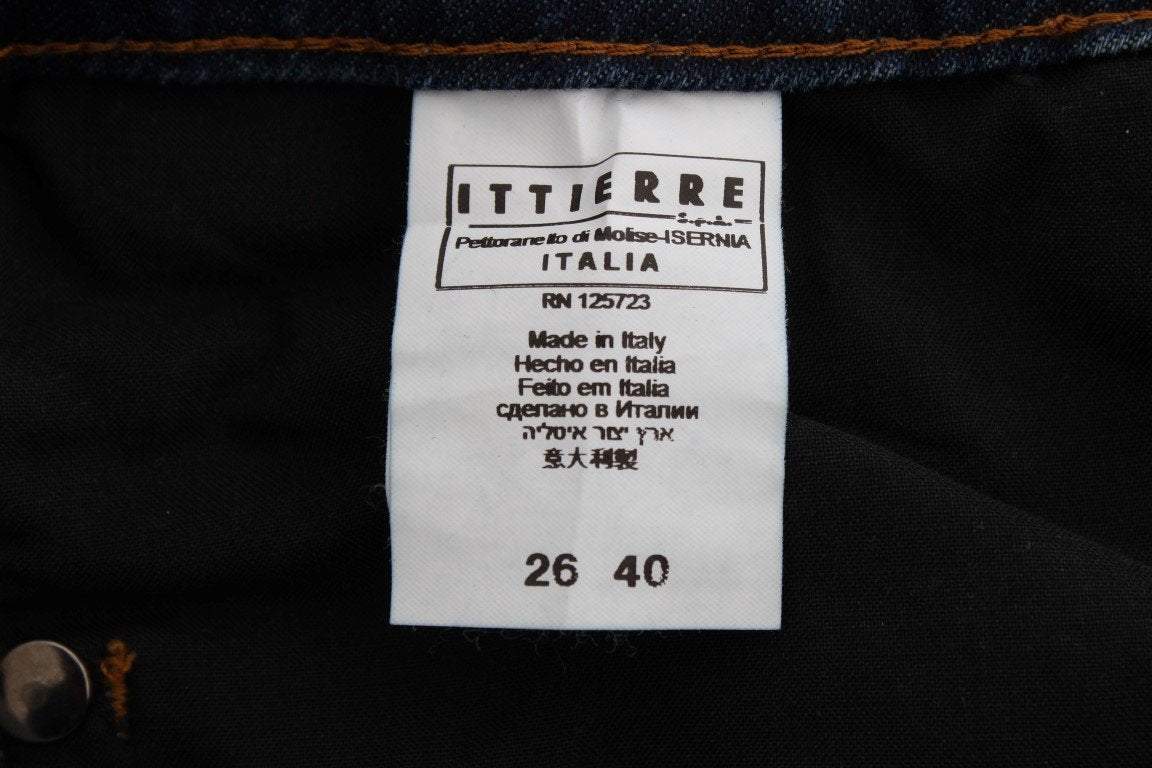 ITTIERRE
s.p.a.
Pettoranello di Molise-ISERNIA
ITALIA
RN 125723
Made in Italy
Hecho en Italia
Feito em Italia
сделано в Италии
ארץ יצור איטליה
意大利製
26 40